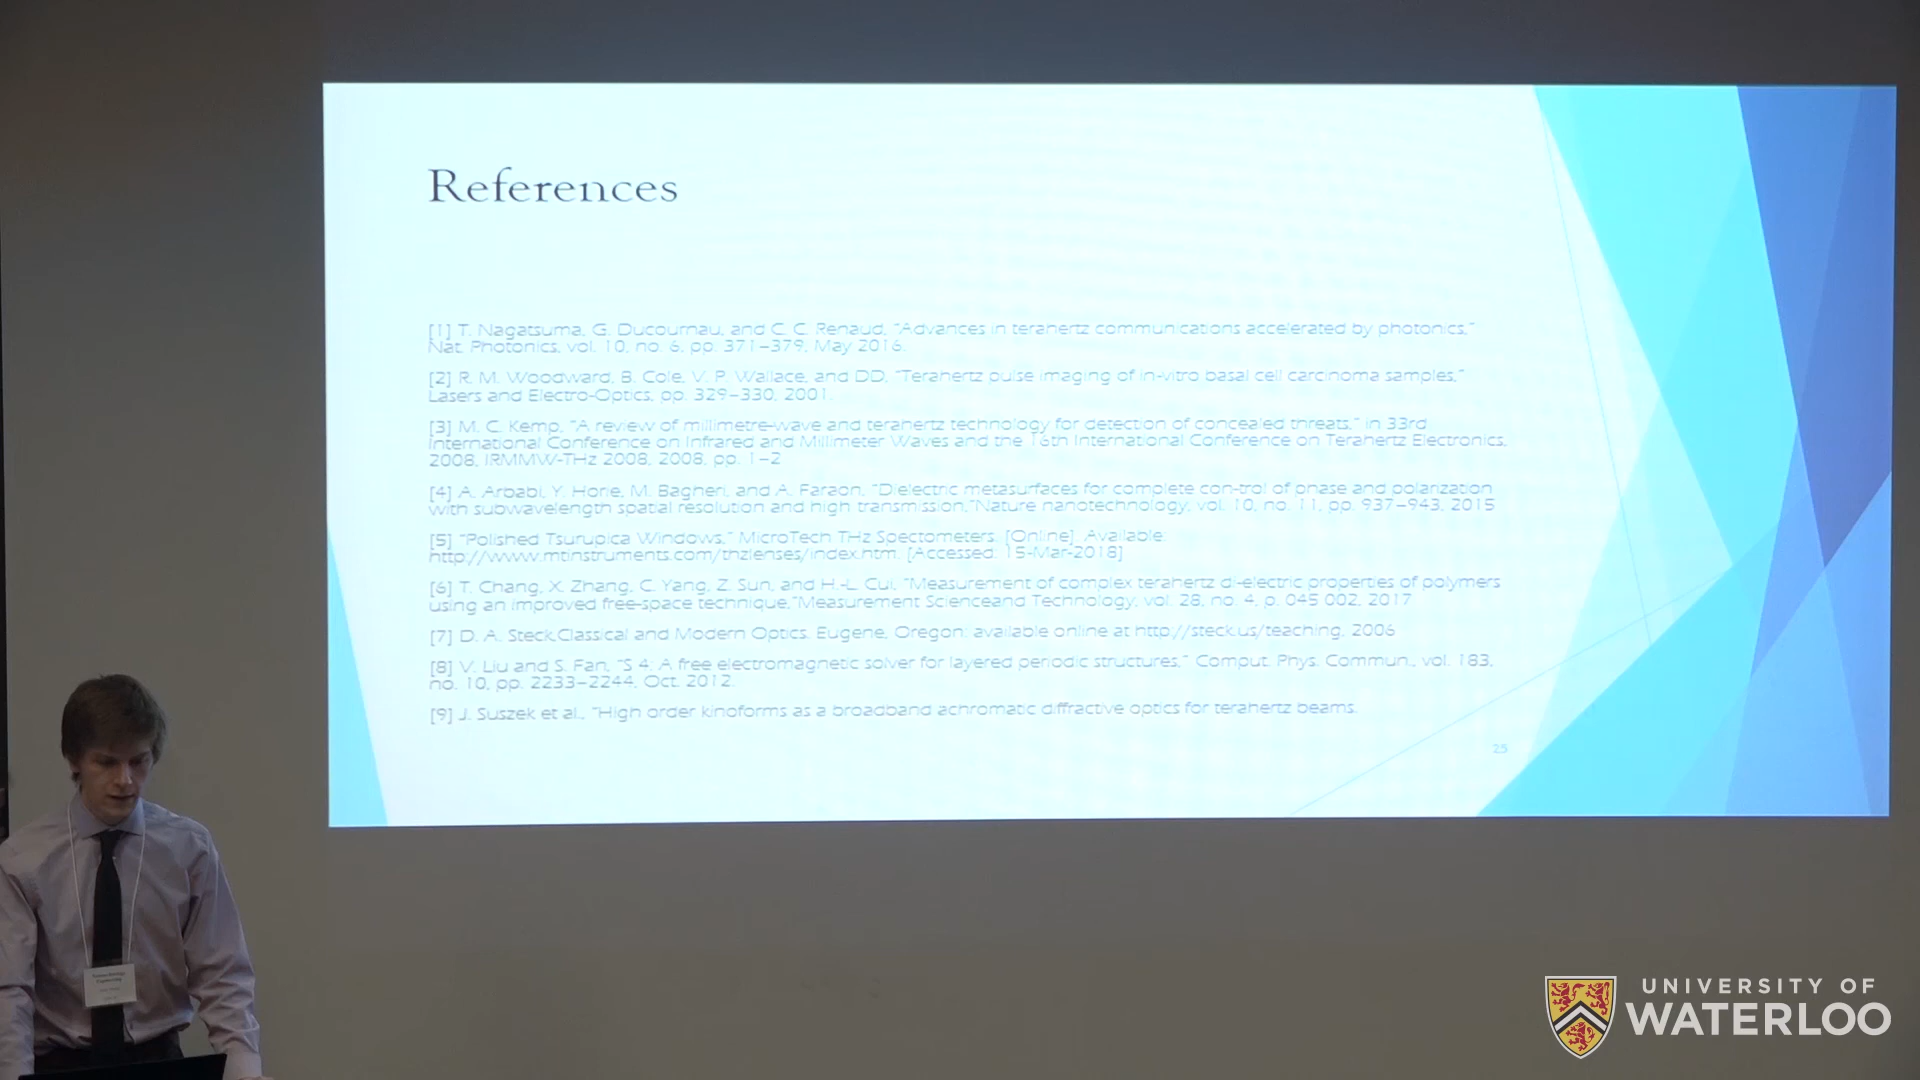 References
[1] T. Nagatsuma, G. Ducournau, and C. C. Renaud, "Advances in terahertz communications accelerated by photonics,"
Nat. Photonics, vol. 10, no. 6, pp. 371–379, May 2016.
[2] R. M. Woodward, B. Cole, V. P. Wallace, and DD, "Terahertz pulse imaging of in-vitro basal cell carcinoma samples,"
Lasers and Electro-Optics, pp. 329–330, 2001.
[3] M. C. Kemp, "A review of millimetre-wave and terahertz technology for detection of concealed threats," in 33rd
International Conference on Infrared and Millimeter Waves and the 16th International Conference on Terahertz Electronics,
2008, IRMMW-THz 2008, 2008, pp. 1–2
[4] A. Arbabi, Y. Horie, M. Bagheri, and A. Faraon, "Dielectric metasurfaces for complete con-trol of phase and polarization
with subwavelength spatial resolution and high transmission,"Nature nanotechnology, vol. 10, no. 11, pp. 937–943, 2015
[5] "Polished Tsurupica Windows," MicroTech THz Spectometers. [Online]. Available:
http://www.mtinstruments.com/thzlenses/index.htm. [Accessed: 15-Mar-2018]
[6] T. Chang, X. Zhang, C. Yang, Z. Sun, and H.-L. Cui, "Measurement of complex terahertz di-electric properties of polymers
using an improved free-space technique,"Measurement Scienceand Technology, vol. 28, no. 4, p. 045 002, 2017
[7] D. A. Steck,Classical and Modern Optics. Eugene, Oregon: available online at http://steck.us/teaching, 2006
[8] V. Liu and S. Fan, "S 4: A free electromagnetic solver for layered periodic structures," Comput. Phys. Commun., vol. 183,
no. 10, pp. 2233–2244, Oct. 2012.
[9] J. Suszek et al., "High order kinoforms as a broadband achromatic diffractive optics for terahertz beams.
25
UNIVERSITY OF
WATERLOO